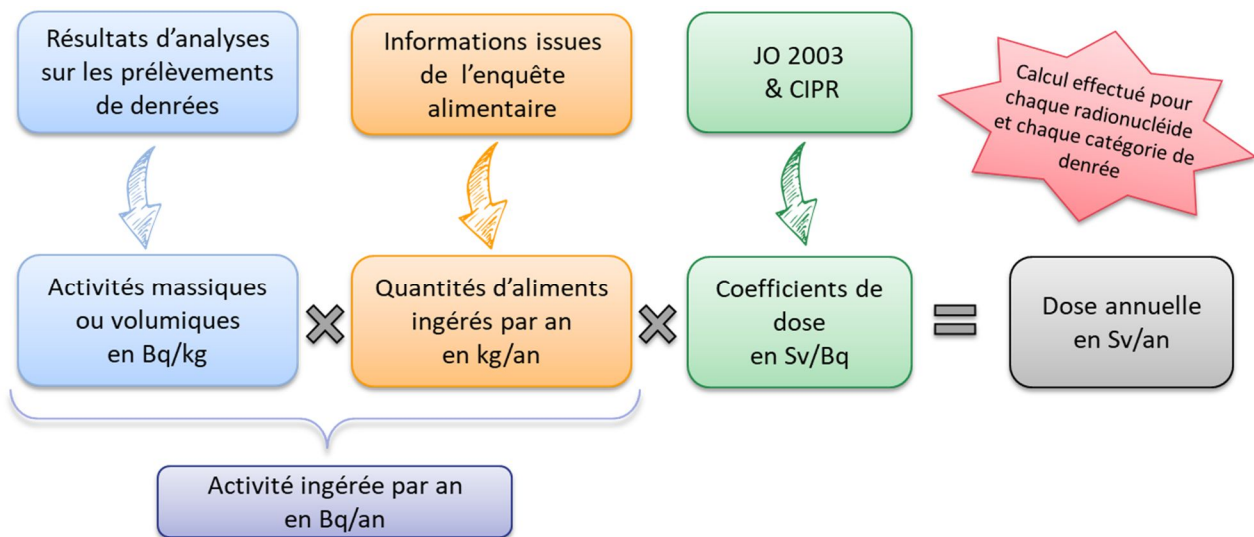 Résultats d'analyses
sur les prélèvements
de denrées
Informations issues
de l'enquête
alimentaire
JO 2003
& CIPR
Calcul effectué pour
chaque radionucléide
et chaque catégorie de
denrée
Activités massiques
ou volumiques
en Bq/kg
Quantités d'aliments
ingérés par an
en kg/an
Coefficients de
dose
en Sv/Bq
Dose annuelle
en Sv/an
Activité ingérée par an
en Bq/an